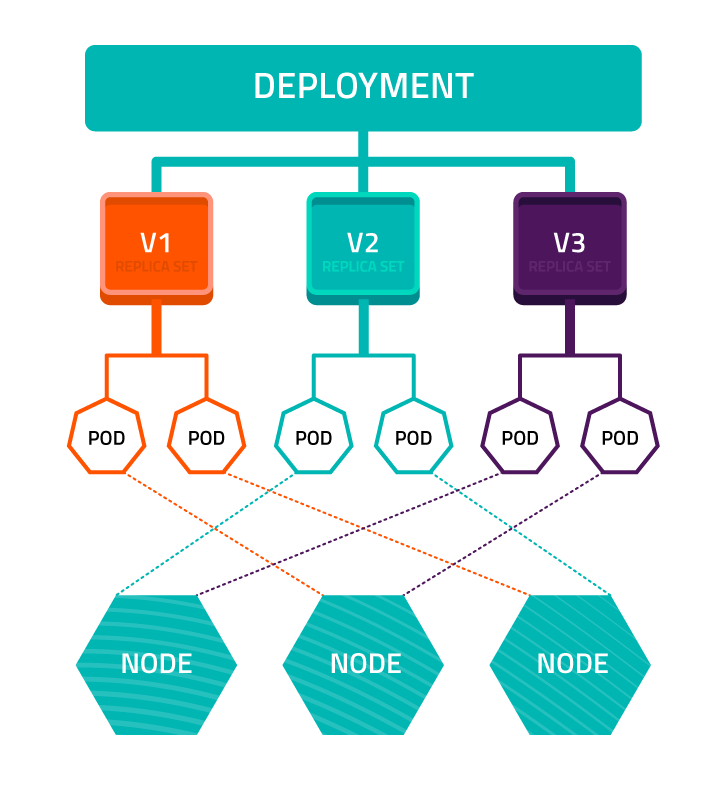 DEPLOYMENT
V1
REPLICA SET
V2
REPLICA SET
V3
REPLICA SET
POD
POD
POD
POD
POD
POD
NODE
NODE
NODE